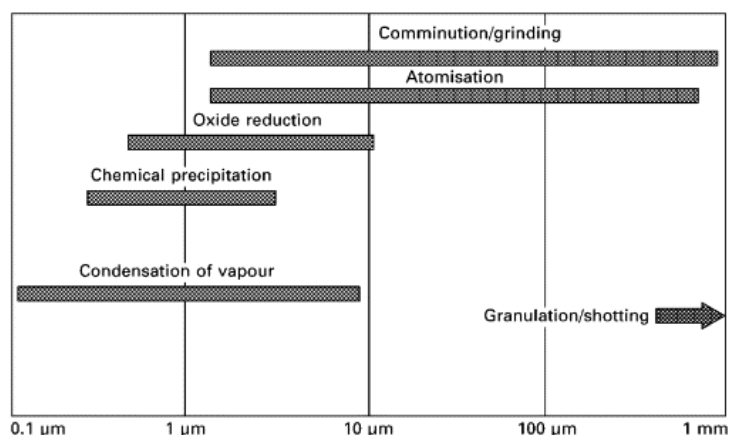 Comminution/grinding
Atomisation
Oxide reduction
Chemical precipitation
Condensation of vapour
Granulation/shotting
0.1 μm 1 μm 10 μm 100 μm 1 mm